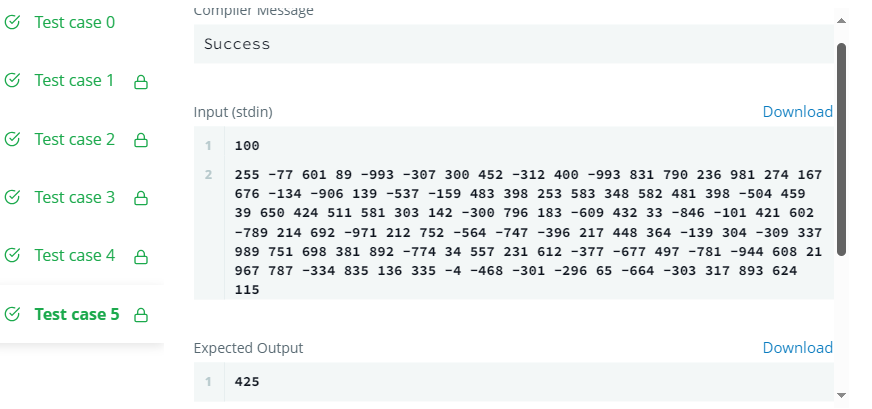 Test case 0
Test case 1
Test case 2
Test case 3
Test case 4
Test case 5
Compiler Message
Success
Input (stdin)
Download
1 100
2 255 -77 601 89 -993 -307 300 452 -312 400 -993 831 790 236 981 274 167
676 -134 -906 139 -537 -159 483 398 253 583 348 582 481 398 -504 459
39 650 424 511 581 303 142 -300 796 183 -609 432 33 -846 -101 421 602
-789 214 692 -971 212 752 -564 -747 -396 217 448 364 -139 304 -309 337
989 751 698 381 892 -774 34 557 231 612 -377 -677 497 -781 -944 608 21
967 787 -334 835 136 335 -4 -468 -301 -296 65 -664 -303 317 893 624
115
Expected Output
Download
1 425